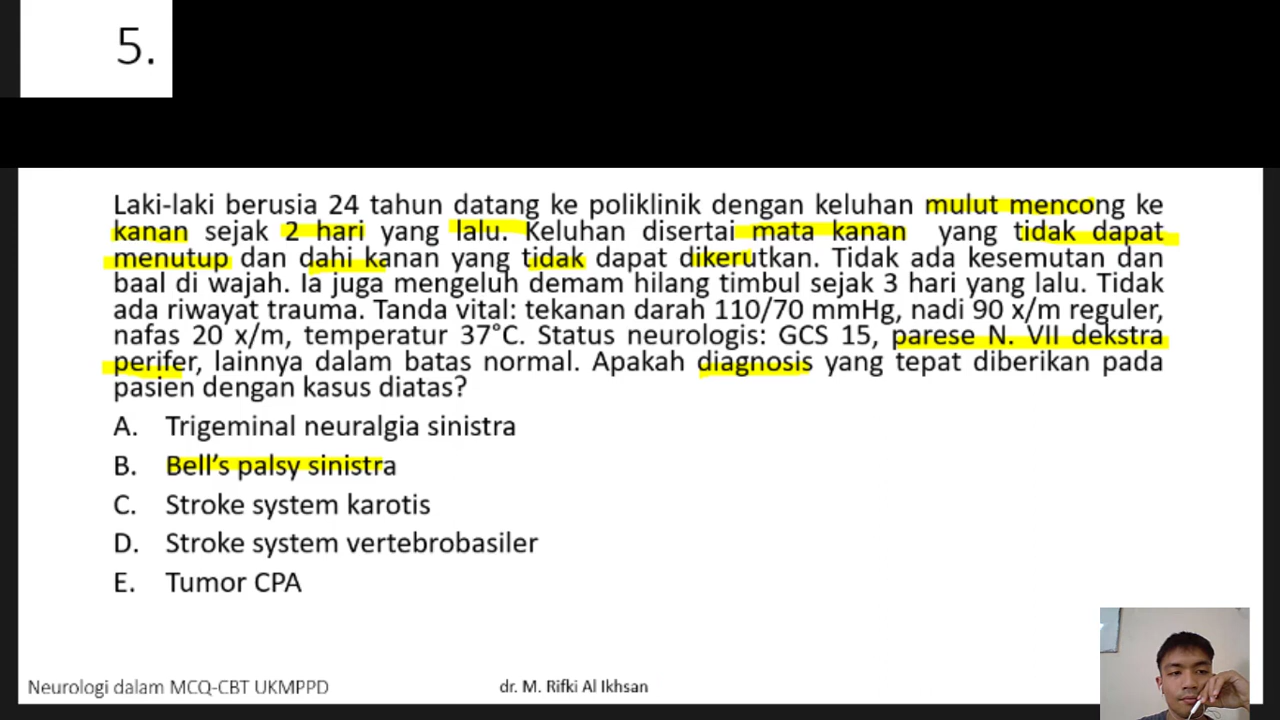 5.
Laki-laki berusia 24 tahun datang ke poliklinik dengan keluhan mulut mencong ke
kanan sejak 2 hari yang lalu. Keluhan disertai mata kanan yang tidak dapat
menutup dan dahi kanan yang tidak dapat dikerutkan. Tidak ada kesemutan dan
baal di wajah. Ia juga mengeluh demam hilang timbul sejak 3 hari yang lalu. Tidak
ada riwayat trauma. Tanda vital: tekanan darah 110/70 mmHg, nadi 90 x/m reguler,
nafas 20 x/m, temperatur 37°C. Status neurologis: GCS 15, parese N. VII dekstra
perifer, lainnya dalam batas normal. Apakah diagnosis yang tepat diberikan pada
pasien dengan kasus diatas?
A. Trigeminal neuralgia sinistra
B. Bell’s palsy sinistra
C. Stroke system karotis
D. Stroke system vertebrobasiler
E. Tumor CPA
Neurologi dalam MCQ-CBT UKMPPD
dr. M. Rifki Al Ikhsan